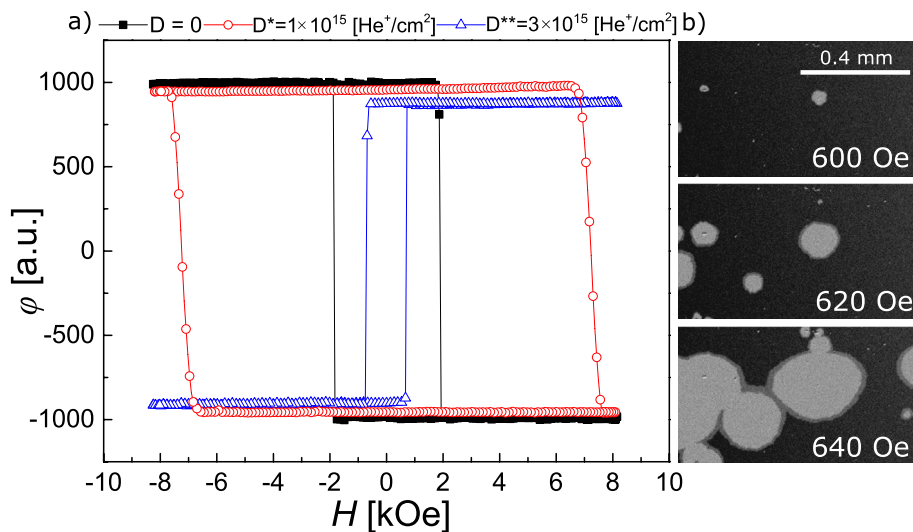 a) D = 0 D*=1×10¹⁵ [He⁺/cm²] D**=3×10¹⁵ [He⁺/cm²] b)
1000
500
0
-500
-1000
φ [a.u.]
-10 -8 -6 -4 -2 0 2 4 6 8 10
H [kOe]
0.4 mm
600 Oe
620 Oe
640 Oe